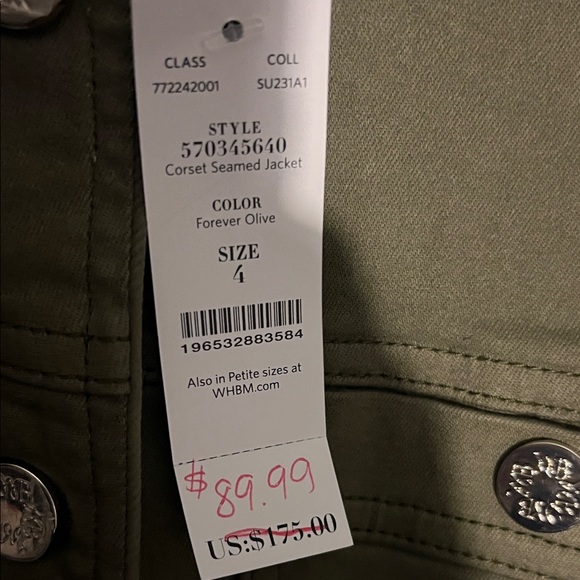 CLASS COLL
772242001 SU231A1
STYLE
570345640
Corset Seamed Jacket
COLOR
Forever Olive
SIZE
4
196532883584
Also in Petite sizes at
WHBM.com
$89.99
US:$175.00